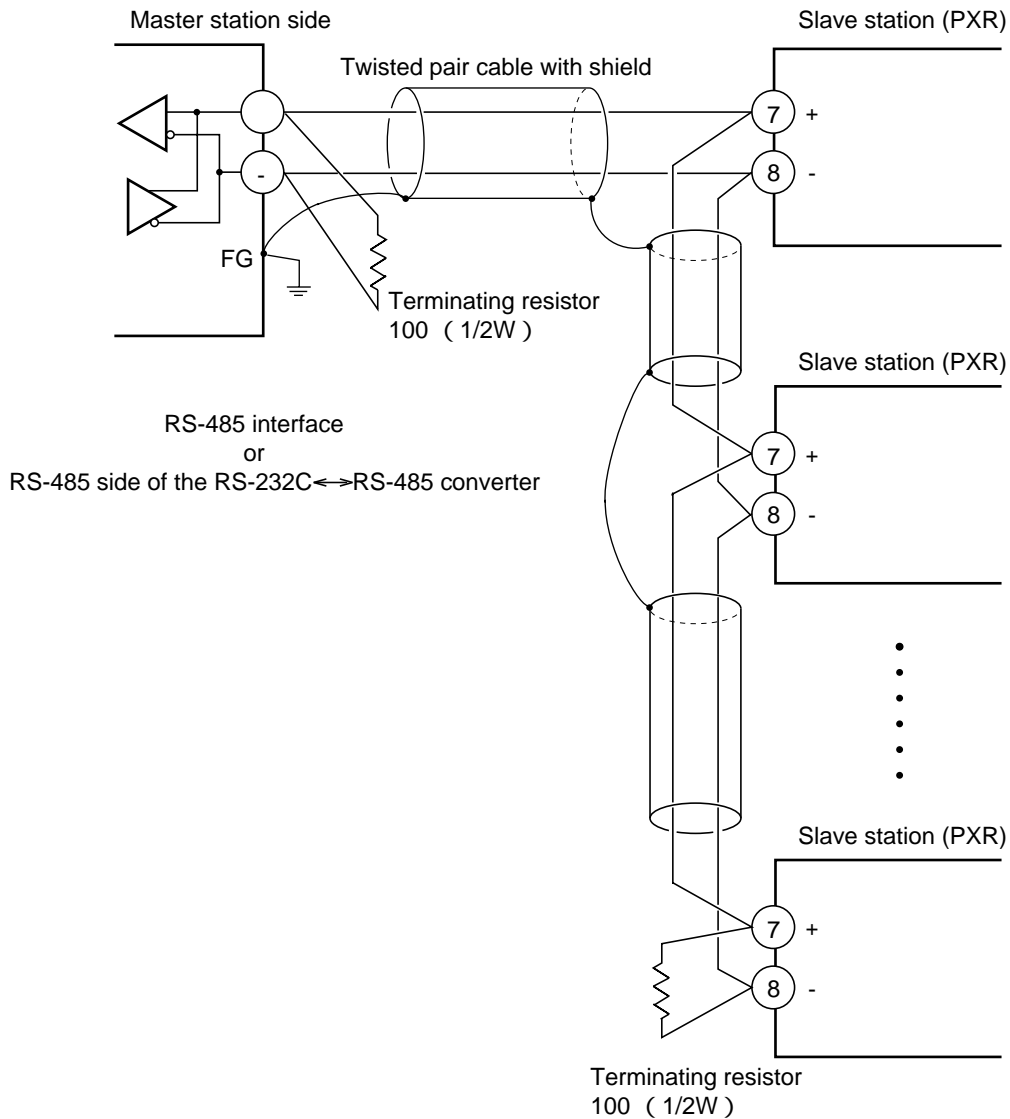 Master station side
Slave station (PXR)
Twisted pair cable with shield
7 +
8 -
-
FG
Terminating resistor
100 ( 1/2W )
Slave station (PXR)
RS-485 interface
or
RS-485 side of the RS-232C↔RS-485 converter
7 +
8 -
Slave station (PXR)
7 +
8 -
Terminating resistor
100 ( 1/2W )